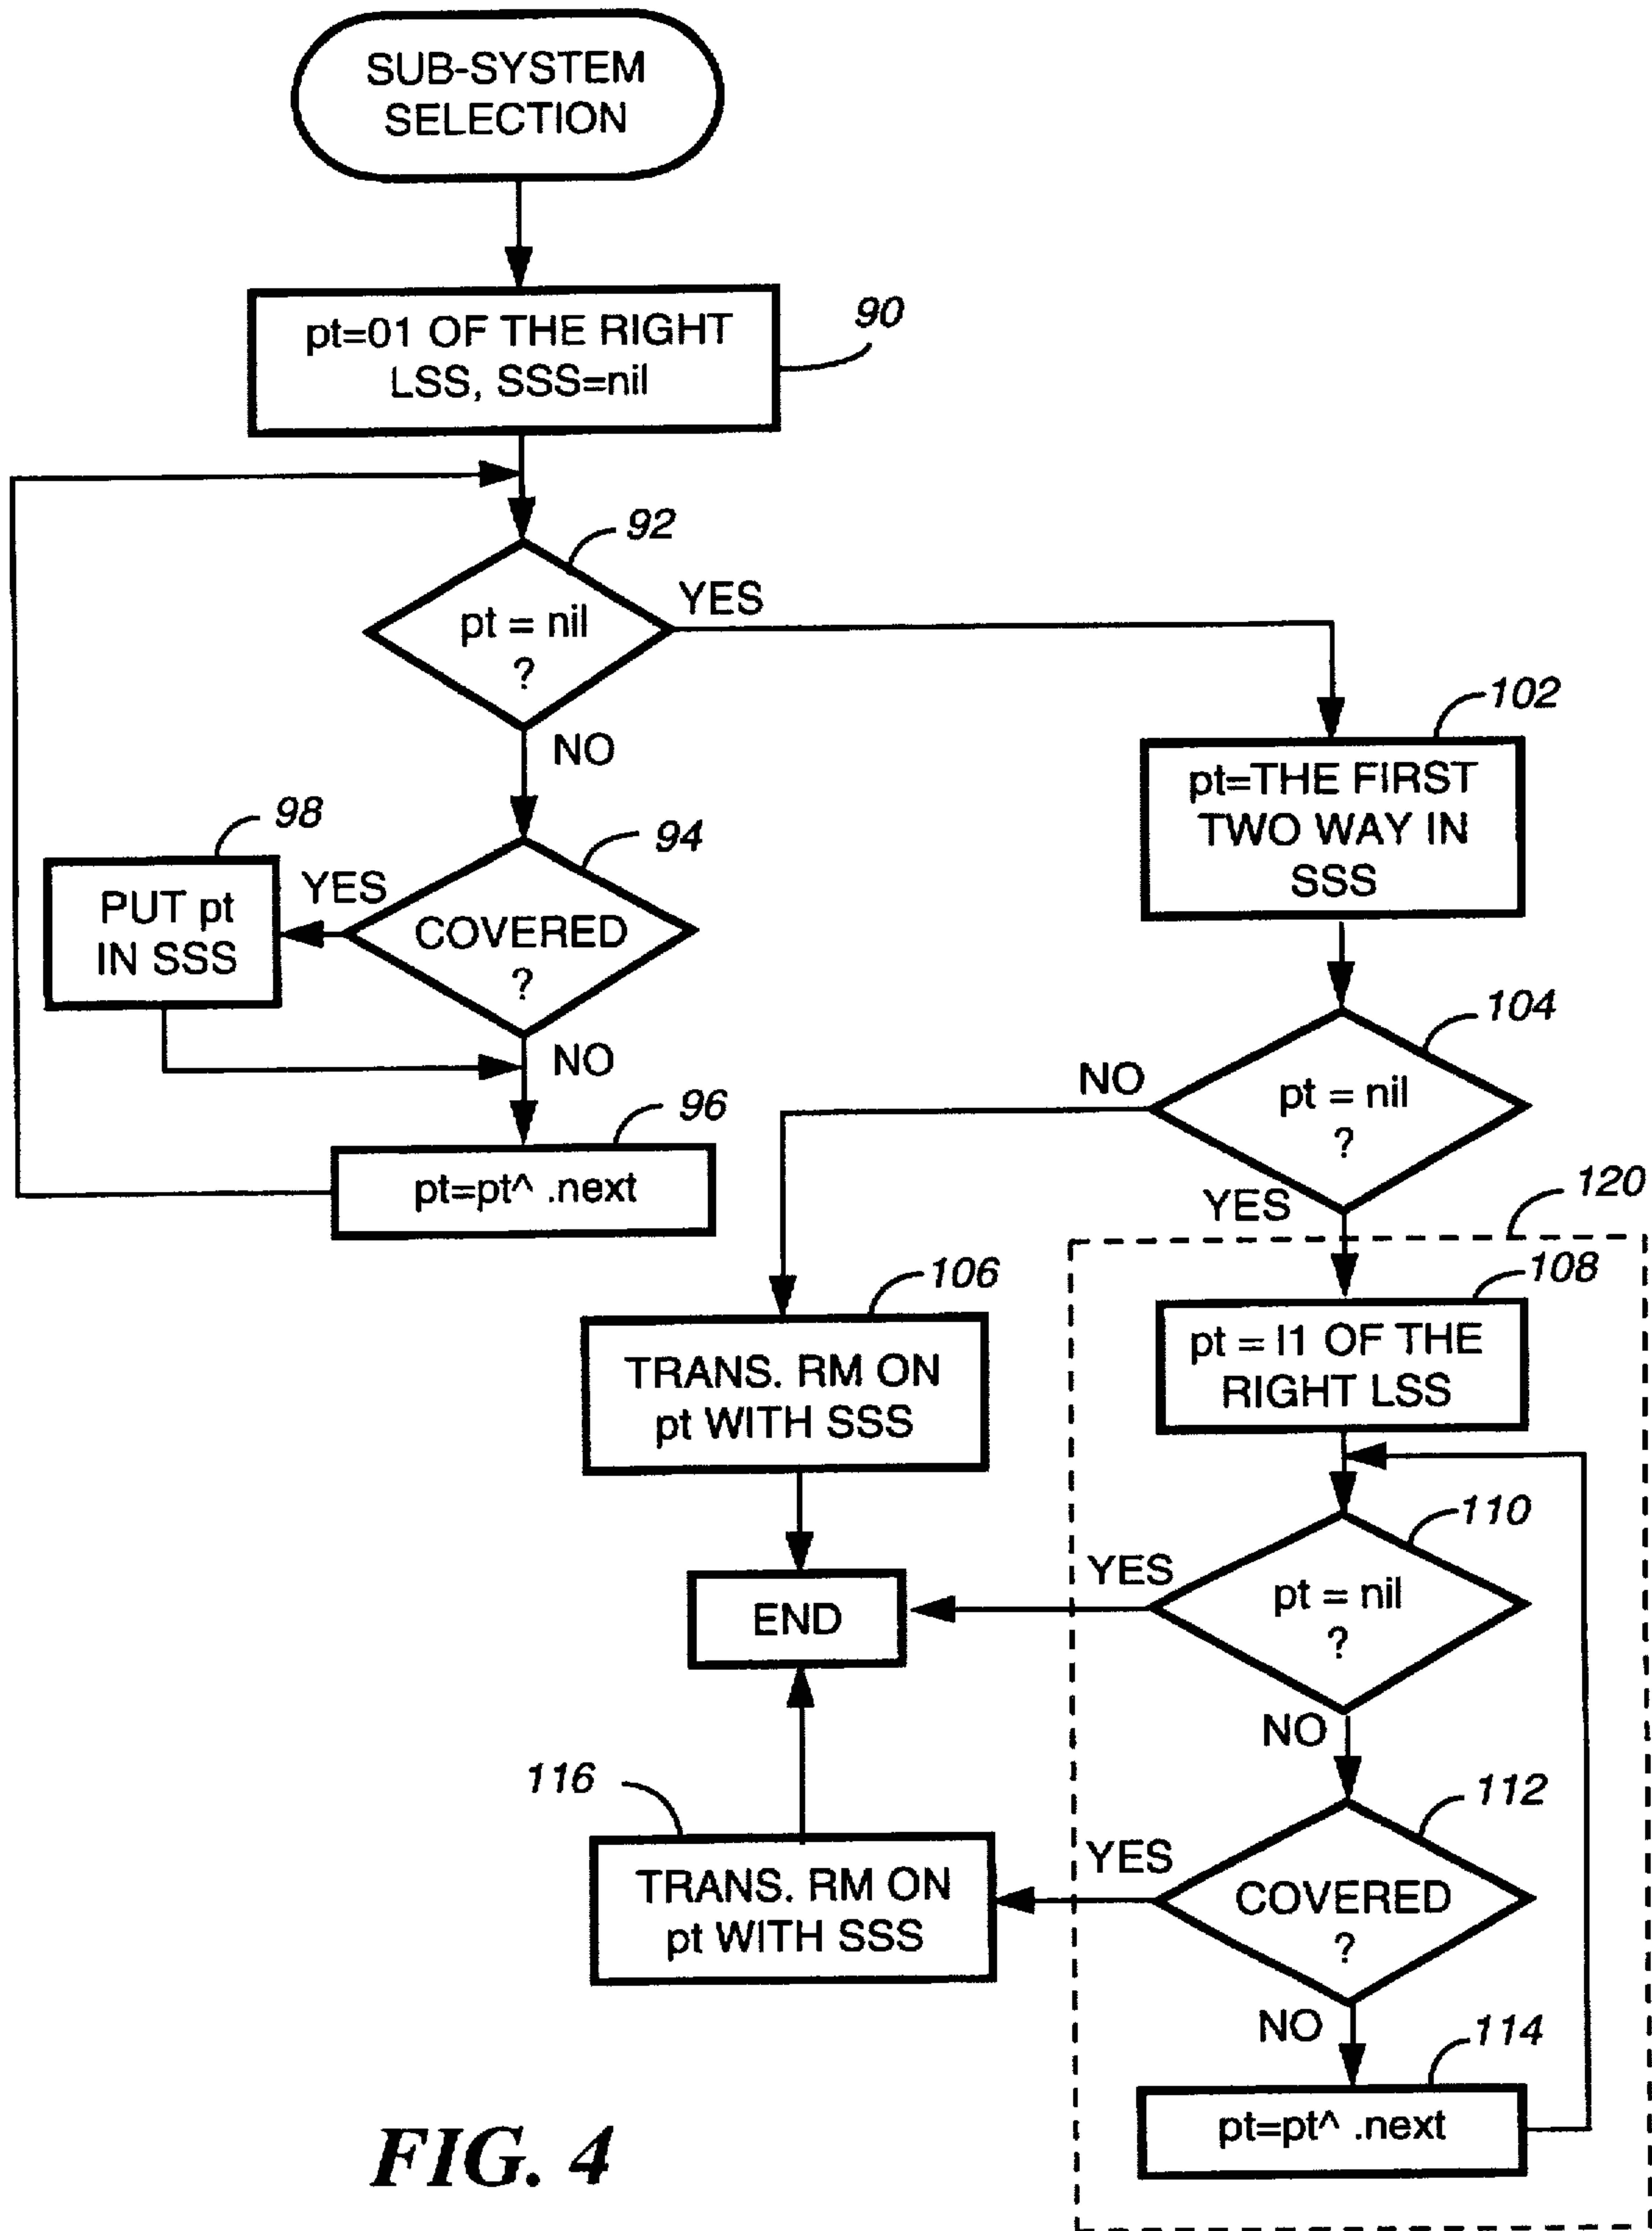 SUB-SYSTEM
SELECTION
pt=01 OF THE RIGHT
LSS, SSS=nil
90
92
pt = nil
?
YES
NO
102
pt=THE FIRST
TWO WAY IN
SSS
98
PUT pt
IN SSS
YES
94
COVERED
?
NO
96
pt=pt^ .next
104
pt = nil
?
NO
YES
120
106
TRANS. RM ON
pt WITH SSS
108
pt = I1 OF THE
RIGHT LSS
110
pt = nil
?
YES
END
NO
116
TRANS. RM ON
pt WITH SSS
112
YES
COVERED
?
NO
114
pt=pt^ .next
FIG. 4